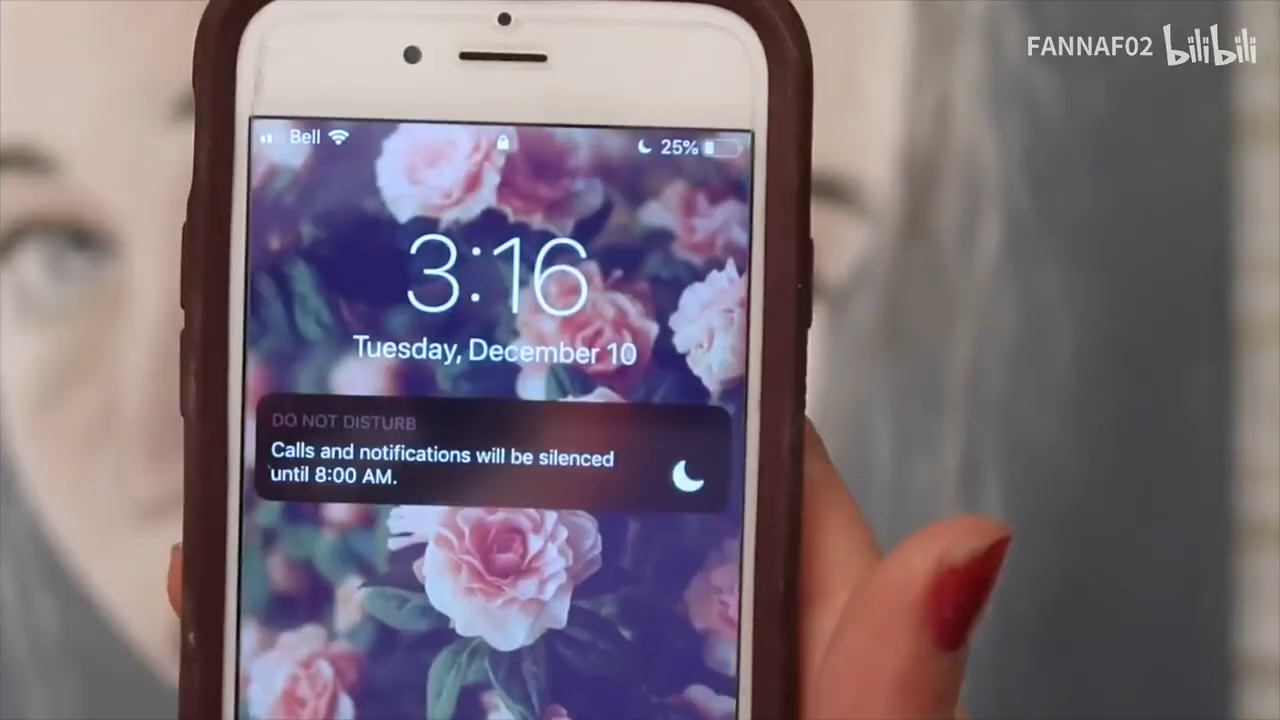 FANNAF02 bilibili
Bell
25%
3:16
Tuesday, December 10
DO NOT DISTURB
Calls and notifications will be silenced
until 8:00 AM.